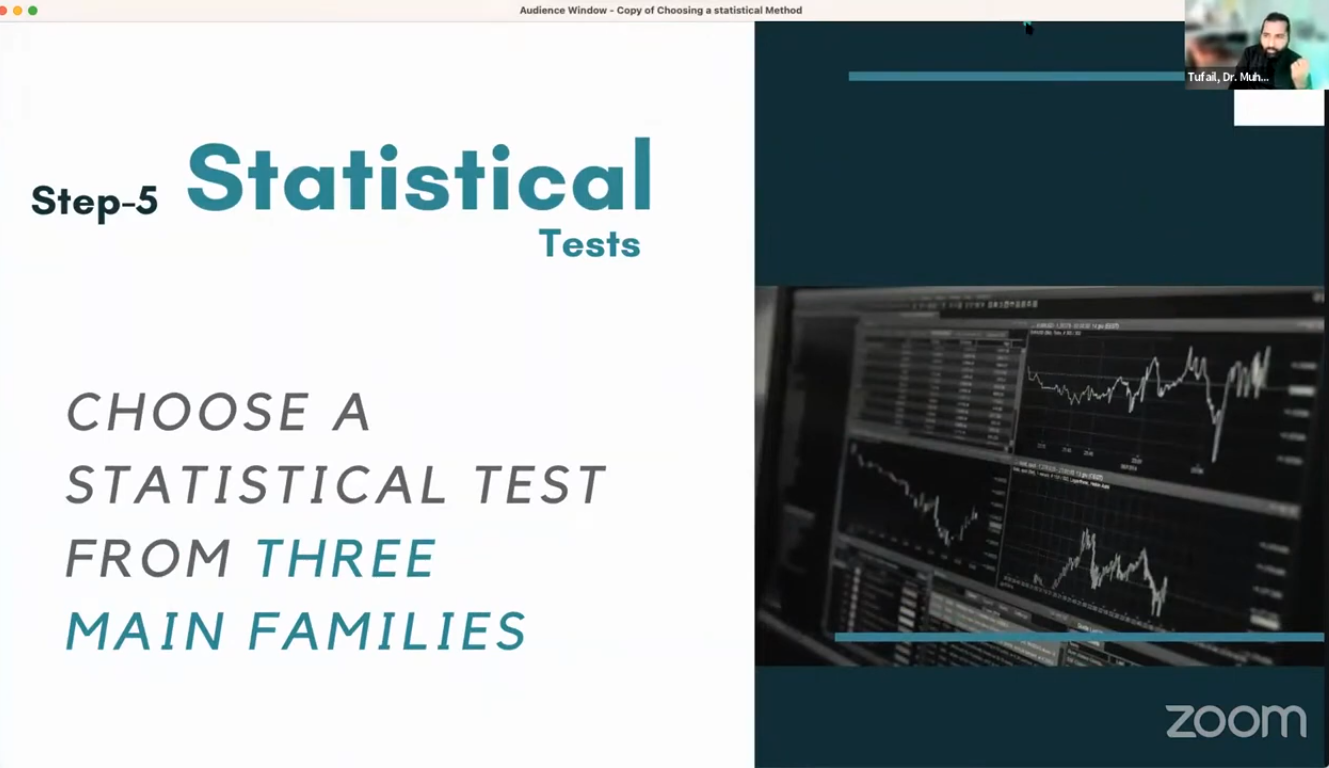 Audience Window - Copy of Choosing a statistical Method
Tufail, Dr. Muh...
Step-5 Statistical
Tests
CHOOSE A
STATISTICAL TEST
FROM THREE
MAIN FAMILIES
zoom